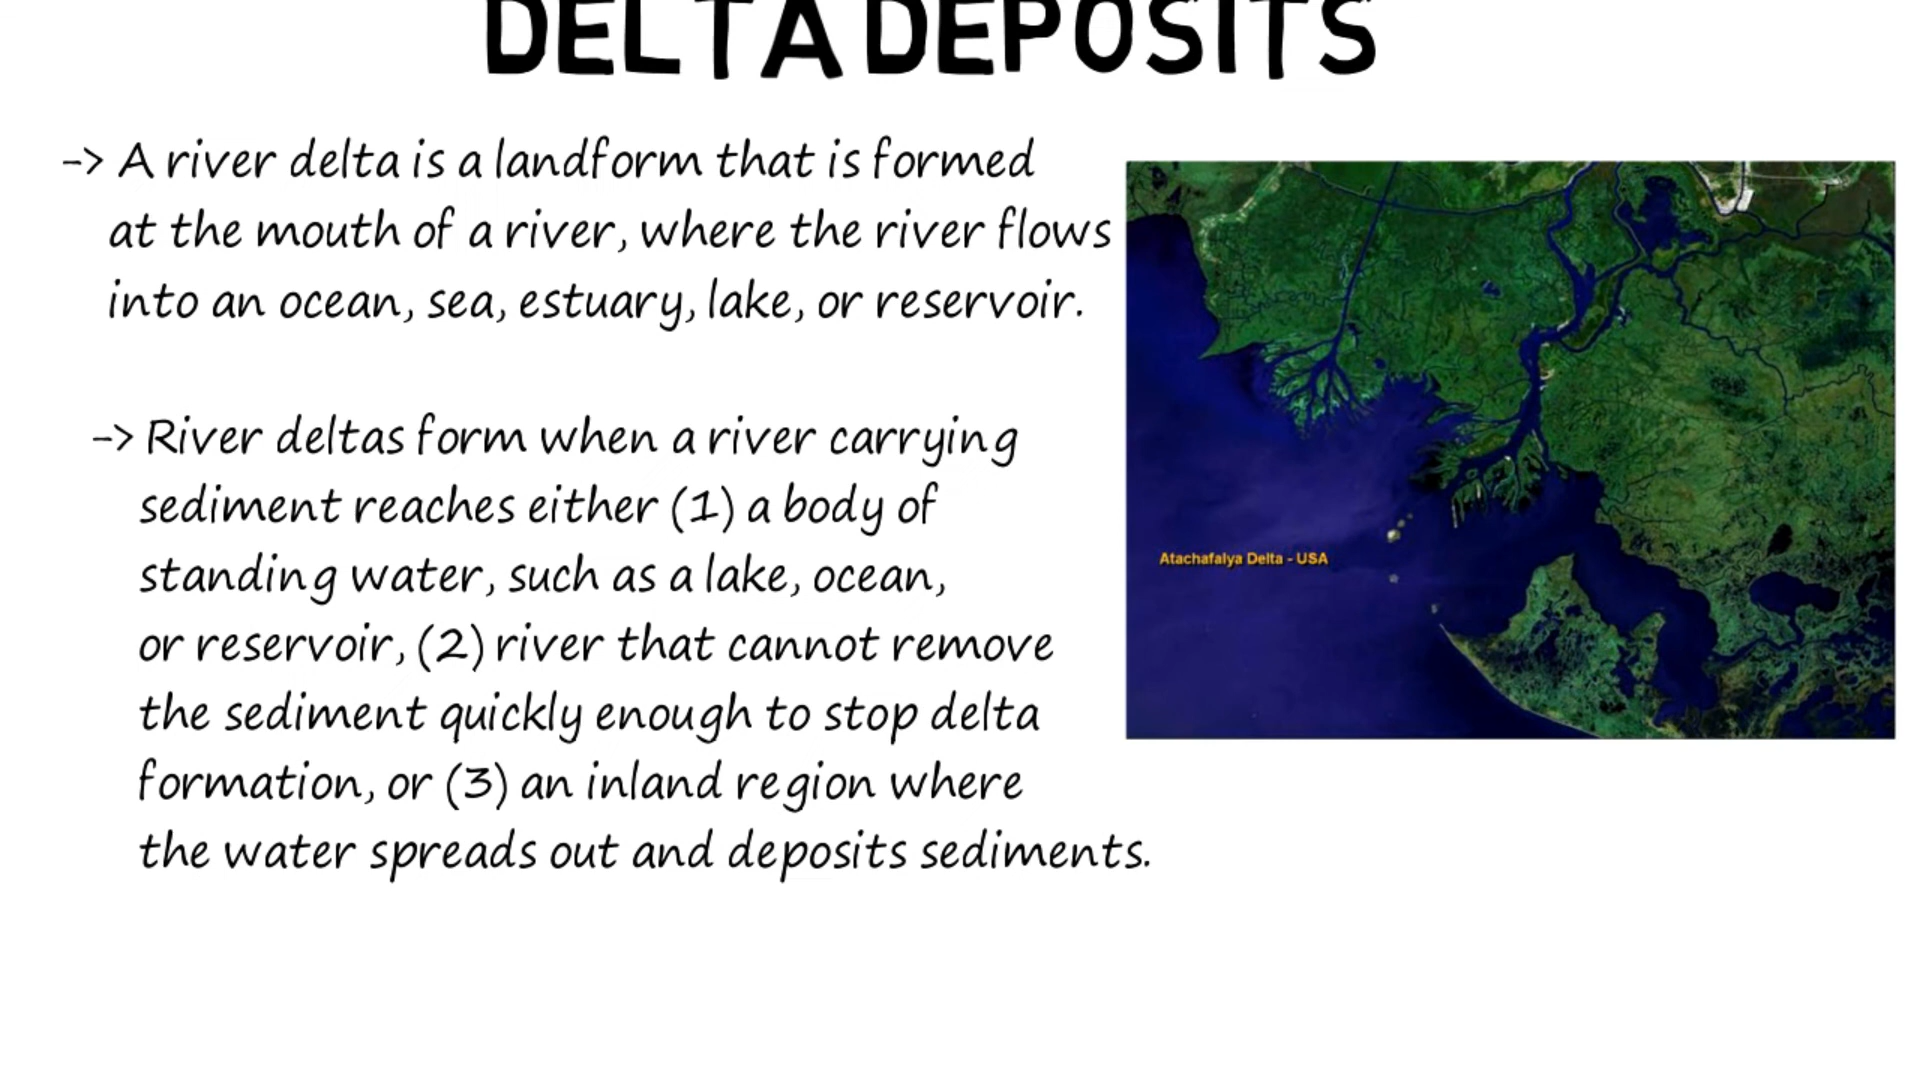 DELTA DEPOSITS
-> A river delta is a landform that is formed
at the mouth of a river, where the river flows
into an ocean, sea, estuary, lake, or reservoir.
-> River deltas form when a river carrying
sediment reaches either (1) a body of
standing water, such as a lake, ocean,
or reservoir, (2) river that cannot remove
the sediment quickly enough to stop delta
formation, or (3) an inland region where
the water spreads out and deposits sediments.
Atachafalya Delta - USA